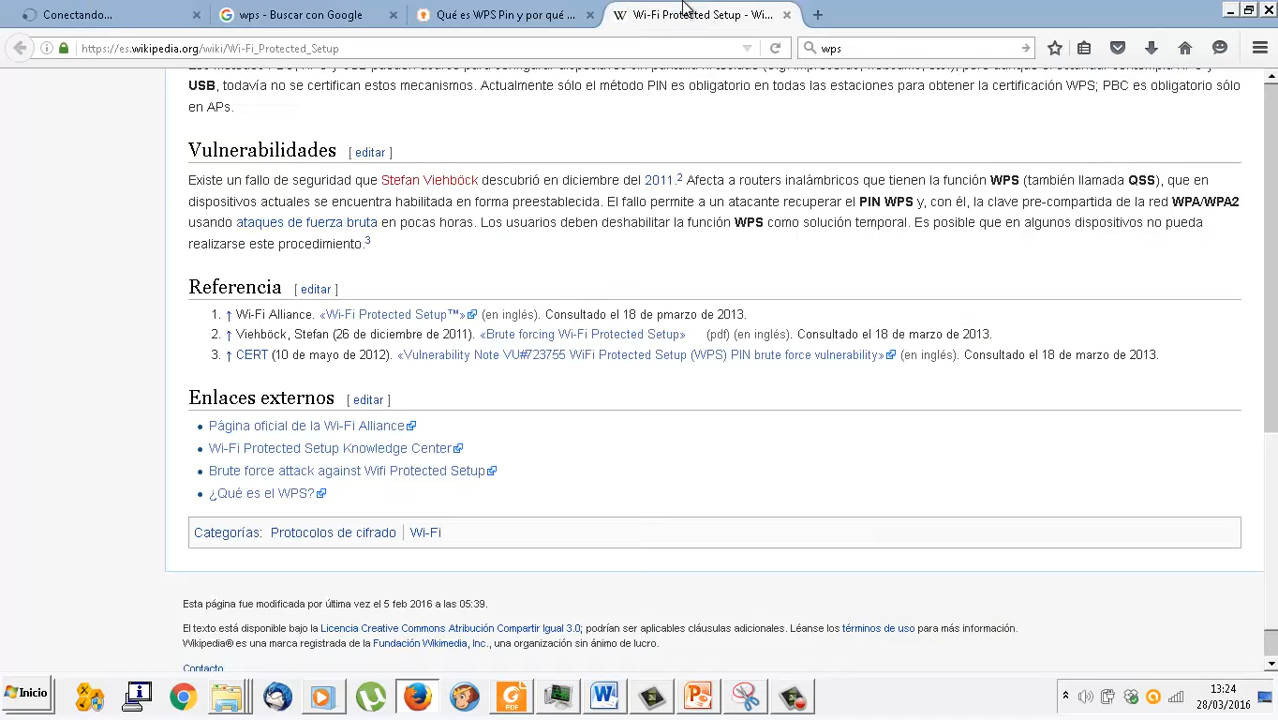 Conectando...
wps - Buscar con Google
Qué es WPS Pin y por qué ...
W Wi-Fi Protected Setup - Wi...
https://es.wikipedia.org/wiki/Wi-Fi_Protected_Setup
wps
USB, todavía no se certifican estos mecanismos. Actualmente sólo el método PIN es obligatorio en todas las estaciones para obtener la certificación WPS; PBC es obligatorio sólo
en APs.
Vulnerabilidades [ editar ]
Existe un fallo de seguridad que Stefan Viehböck descubrió en diciembre del 2011.2 Afecta a routers inalámbricos que tienen la función WPS (también llamada QSS), que en
dispositivos actuales se encuentra habilitada en forma preestablecida. El fallo permite a un atacante recuperar el PIN WPS y, con él, la clave pre-compartida de la red WPA/WPA2
usando ataques de fuerza bruta en pocas horas. Los usuarios deben deshabilitar la función WPS como solución temporal. Es posible que en algunos dispositivos no pueda
realizarse este procedimiento.3
Referencia [ editar ]
1. ↑ Wi-Fi Alliance. «Wi-Fi Protected Setup™» (en inglés). Consultado el 18 de pmarzo de 2013.
2. ↑ Viehböck, Stefan (26 de diciembre de 2011). «Brute forcing Wi-Fi Protected Setup» (pdf) (en inglés). Consultado el 18 de marzo de 2013.
3. ↑ CERT (10 de mayo de 2012). «Vulnerability Note VU#723755 WiFi Protected Setup (WPS) PIN brute force vulnerability» (en inglés). Consultado el 18 de marzo de 2013.
Enlaces externos [ editar ]
• Página oficial de la Wi-Fi Alliance
• Wi-Fi Protected Setup Knowledge Center
• Brute force attack against Wifi Protected Setup
• ¿Qué es el WPS?
Categorías: Protocolos de cifrado | Wi-Fi
Esta página fue modificada por última vez el 5 feb 2016 a las 05:39.
El texto está disponible bajo la Licencia Creative Commons Atribución Compartir Igual 3.0; podrían ser aplicables cláusulas adicionales. Léanse los términos de uso para más información.
Wikipedia® es una marca registrada de la Fundación Wikimedia, Inc., una organización sin ánimo de lucro.
Contacto
Inicio
PDF
13:24
28/03/2016